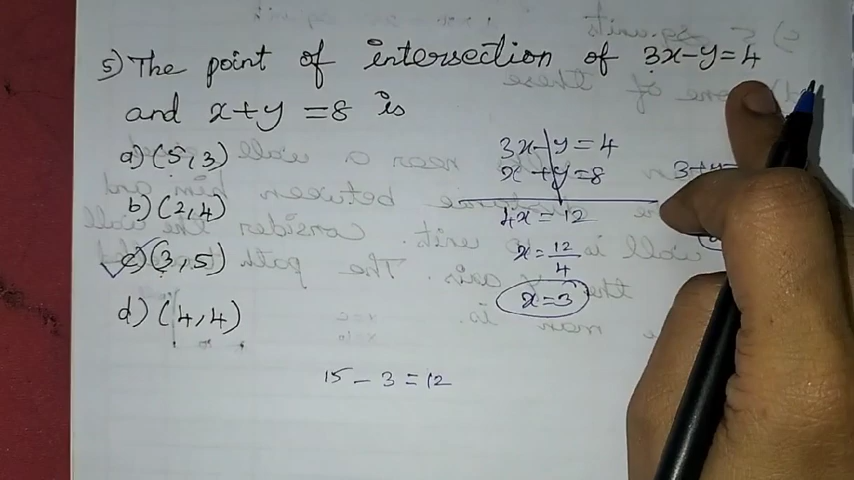 5) The point of intersection of 3x-y=4
and x+y=8 is
a) (5,3)
b) (2,4)
c) (3,5)
d) (4,4)
3x-y=4
x+y=8
4x=12
x=12/4
x=3
3+y=
15-3=12